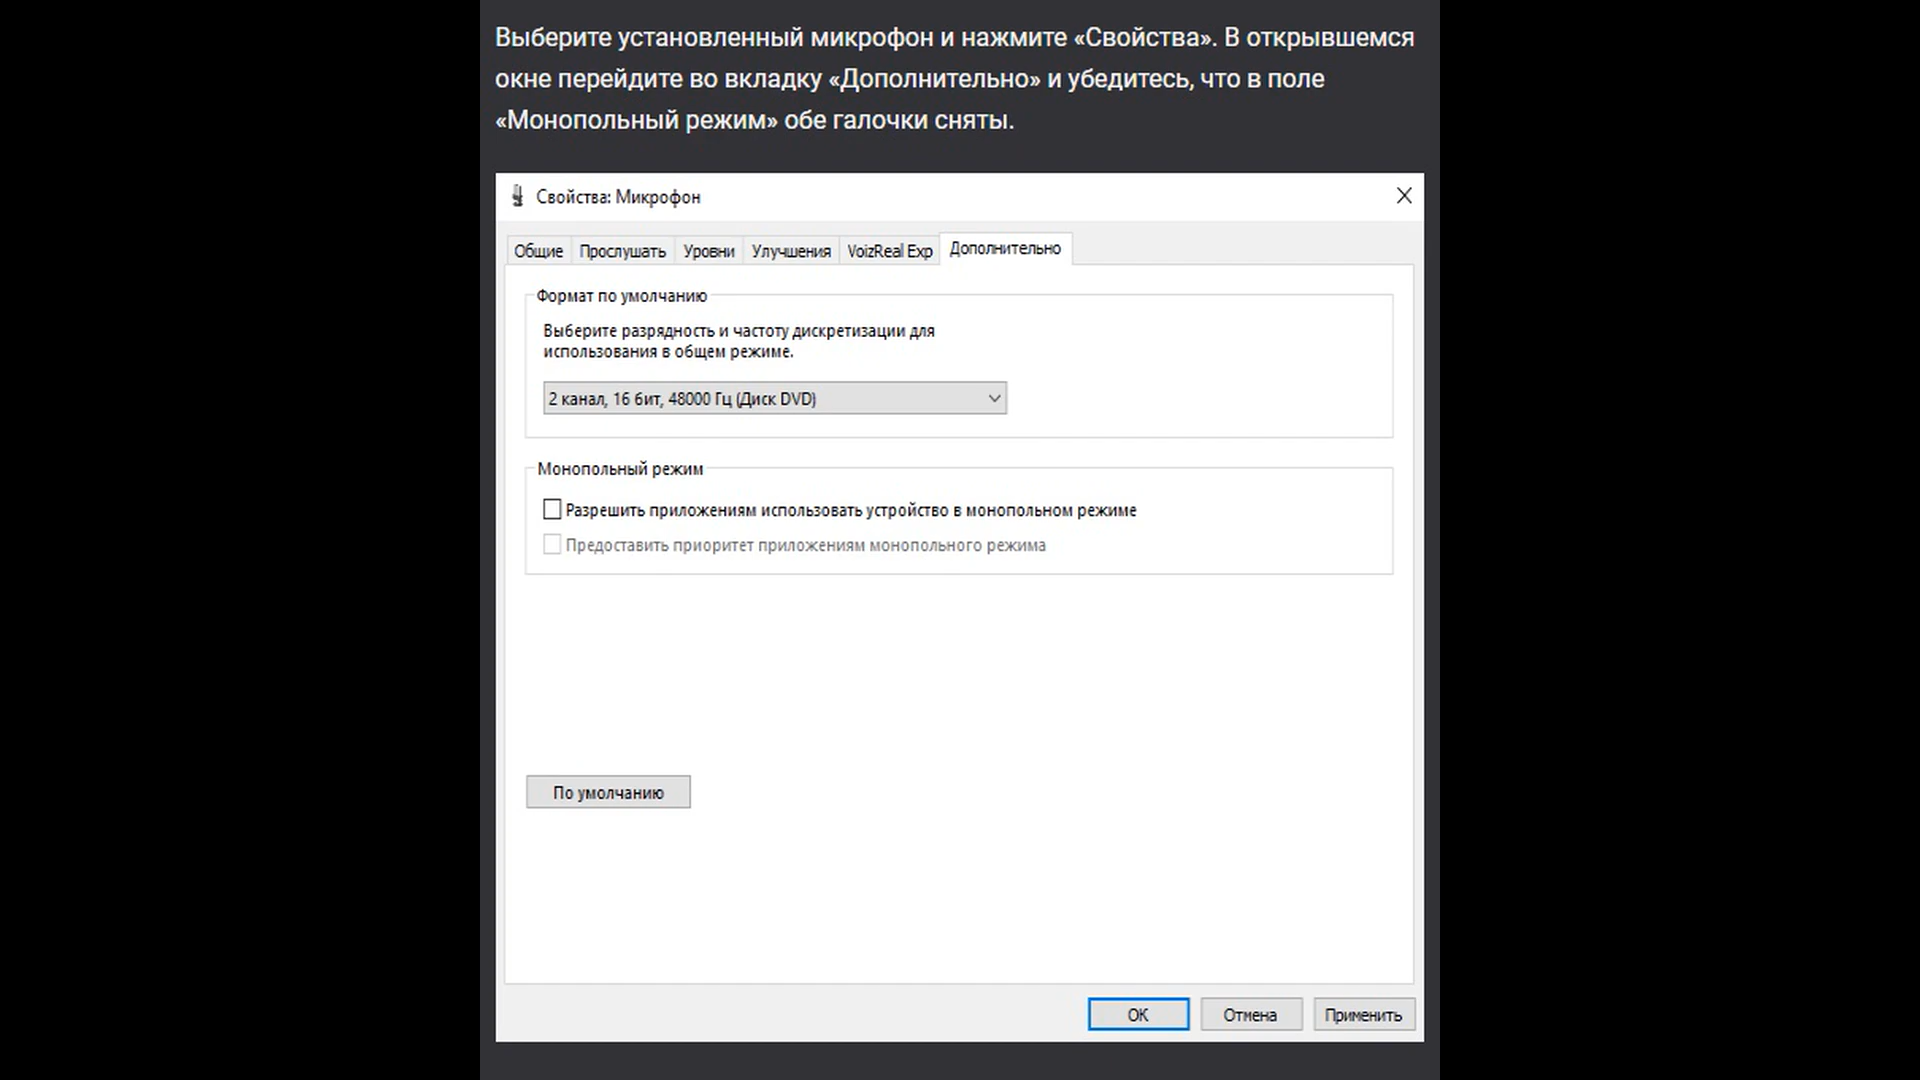 Выберите установленный микрофон и нажмите «Свойства». В открывшемся
окне перейдите во вкладку «Дополнительно» и убедитесь, что в поле
«Монопольный режим» обе галочки сняты.
Свойства: Микрофон
Общие Прослушать Уровни Улучшения VoizReal Exp Дополнительно
Формат по умолчанию
Выберите разрядность и частоту дискретизации для
использования в общем режиме.
2 канал, 16 бит, 48000 Гц (Диск DVD)
Монопольный режим
Разрешить приложениям использовать устройство в монопольном режиме
Предоставить приоритет приложениям монопольного режима
По умолчанию
ОК Отмена Применить